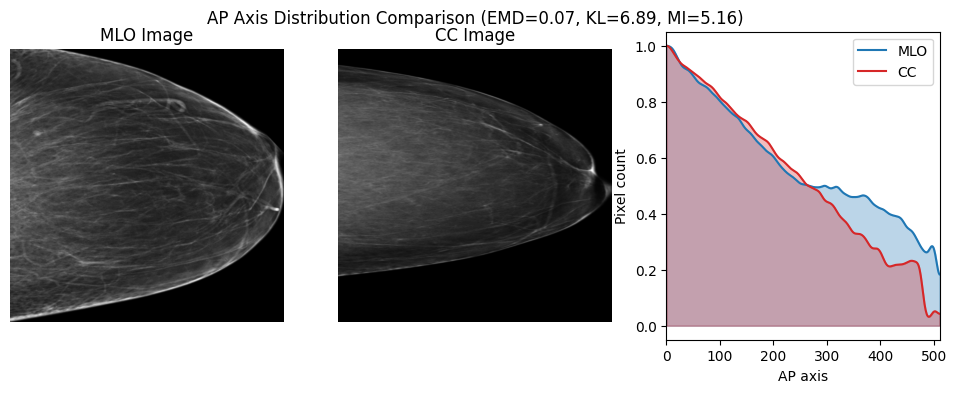 AP Axis Distribution Comparison (EMD=0.07, KL=6.89, MI=5.16)
MLO Image
CC Image
MLO
CC
Pixel count
1.0
0.8
0.6
0.4
0.2
0.0
0 100 200 300 400 500
AP axis